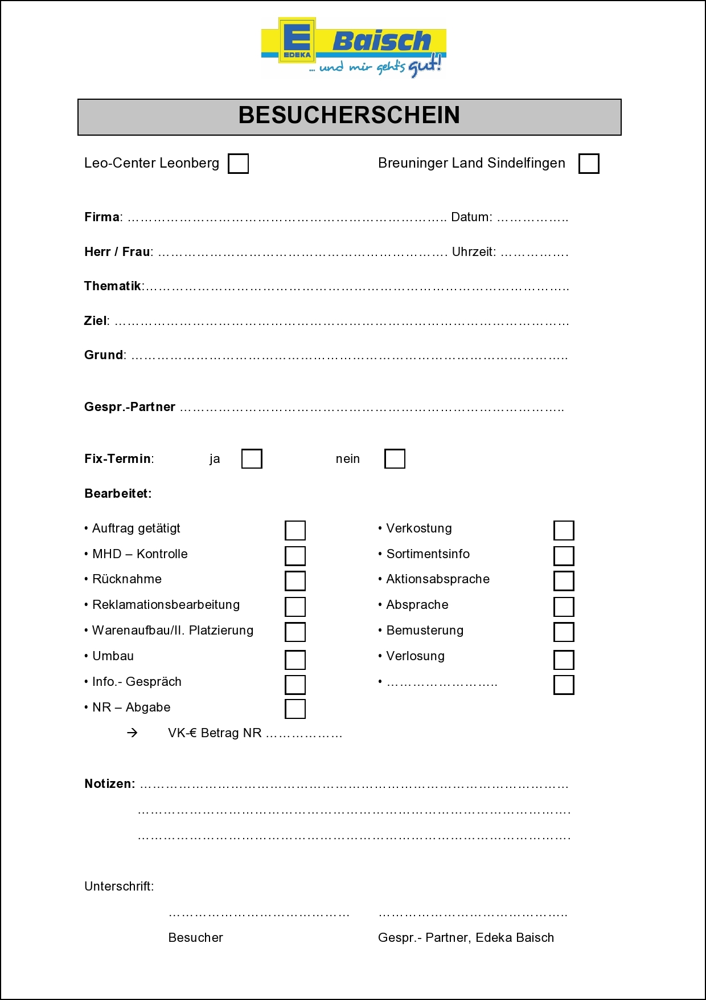 E EDEKA Baisch
... und mir geht's gut!
BESUCHERSCHEIN
Leo-Center Leonberg Breuninger Land Sindelfingen
Firma: ………………………………………………………………….. Datum: ……………..
Herr / Frau: …………………………………………………………. Uhrzeit: …………….
Thematik:……………………………………………………………………………………..
Ziel: ……………………………………………………………………………………………
Grund: ………………………………………………………………………………………..
Gespr.-Partner ……………………………………………………………………………..
Fix-Termin: ja nein
Bearbeitet:
• Auftrag getätigt • Verkostung
• MHD – Kontrolle • Sortimentsinfo
• Rücknahme • Aktionsabsprache
• Reklamationsbearbeitung • Absprache
• Warenaufbau/II. Platzierung • Bemusterung
• Umbau • Verlosung
• Info.- Gespräch • ……………………..
• NR – Abgabe
→ VK-€ Betrag NR ………………
Notizen: ………………………………………………………………………………………
……………………………………………………………………………………….
……………………………………………………………………………………….
Unterschrift:
…………………………………… ……………………………………..
Besucher Gespr.- Partner, Edeka Baisch